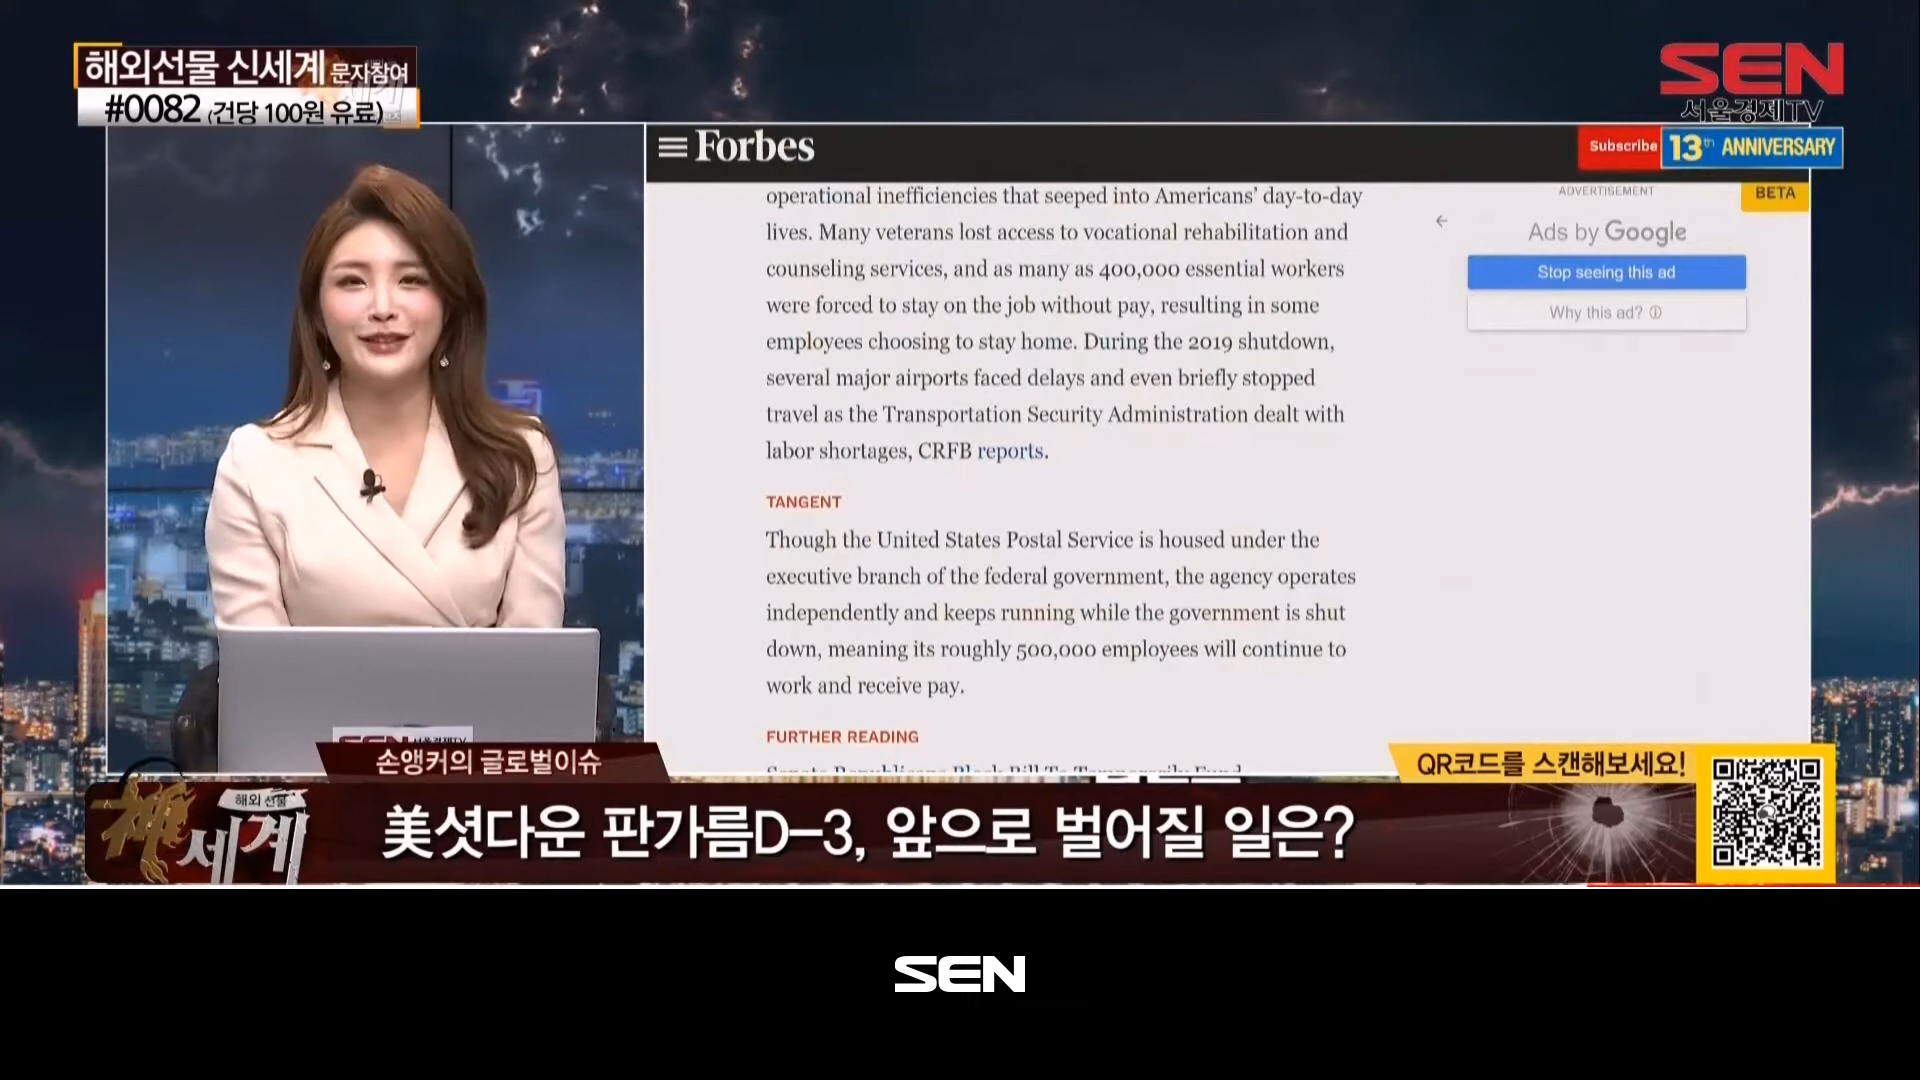 해외선물 신세계 문자참여
#0082 (건당 100원 유료)
SEN
서울경제TV
13th ANNIVERSARY
Forbes
Subscribe
BETA
operational inefficiencies that seeped into Americans’ day-to-day
lives. Many veterans lost access to vocational rehabilitation and
counseling services, and as many as 400,000 essential workers
were forced to stay on the job without pay, resulting in some
employees choosing to stay home. During the 2019 shutdown,
several major airports faced delays and even briefly stopped
travel as the Transportation Security Administration dealt with
labor shortages, CRFB reports.
TANGENT
Though the United States Postal Service is housed under the
executive branch of the federal government, the agency operates
independently and keeps running while the government is shut
down, meaning its roughly 500,000 employees will continue to
work and receive pay.
FURTHER READING
ADVERTISEMENT
Ads by Google
Stop seeing this ad
Why this ad?
손앵커의 글로벌이슈
QR코드를 스캔해보세요!
해외 선물
神세계
美셧다운 판가름D-3, 앞으로 벌어질 일은?
SEN